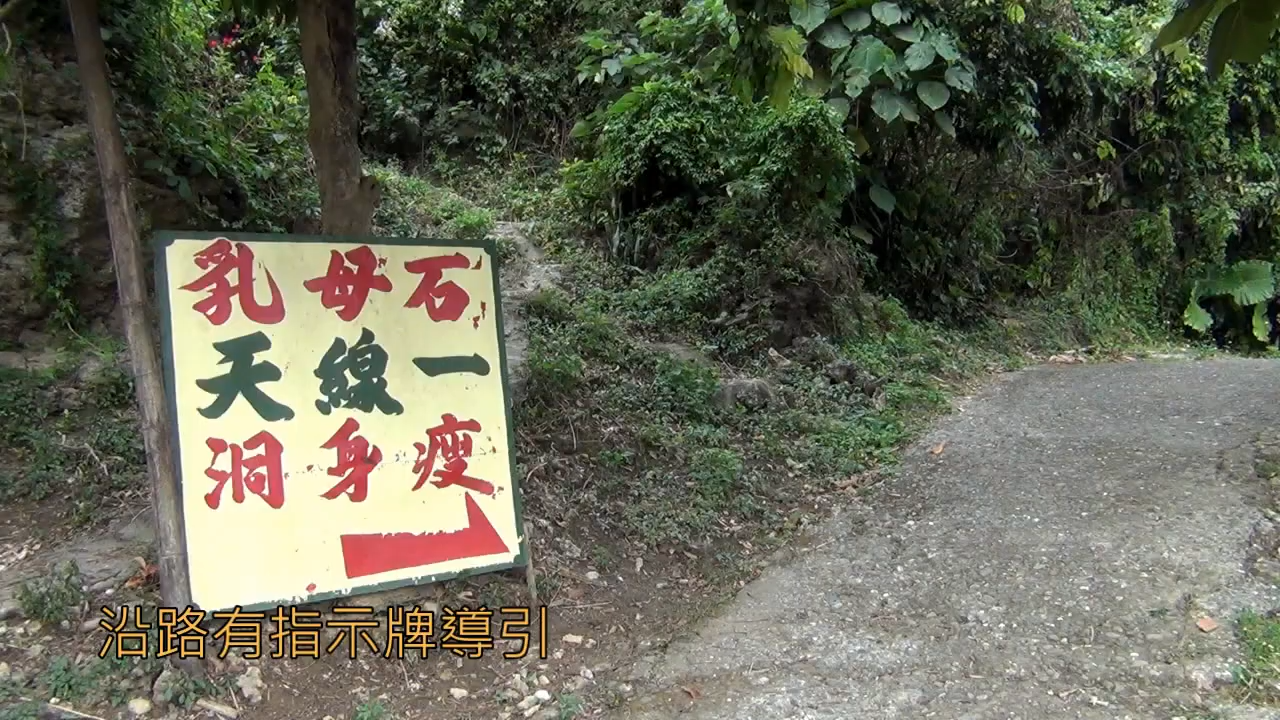 石母乳
一線天
瘦身洞
沿路有指示牌導引